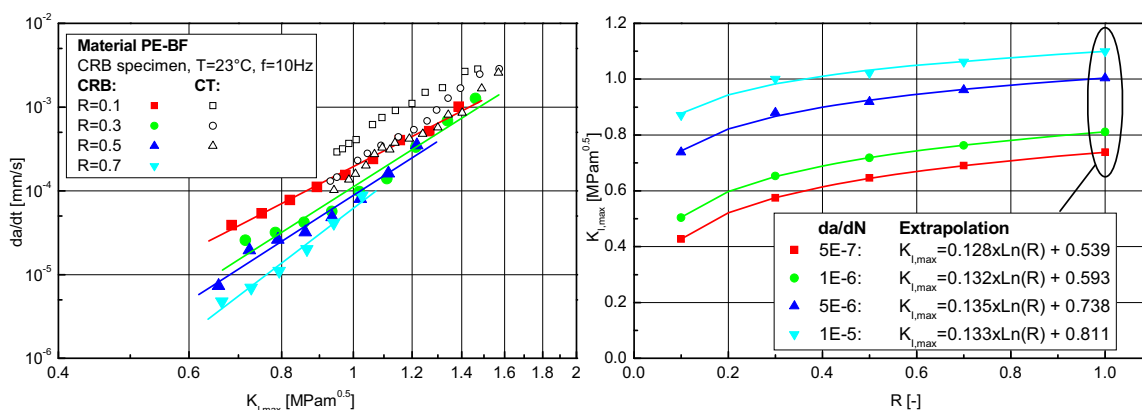 10⁻²
10⁻³
10⁻⁴
10⁻⁵
10⁻⁶
da/dt [mm/s]
Material PE-BF
CRB specimen, T=23°C, f=10Hz
CRB: CT:
R=0.1
R=0.3
R=0.5
R=0.7
0.4 0.6 0.8 1 1.2 1.4 1.6 1.8 2
K_I,max [MPam^0.5]
1.2
1.0
0.8
0.6
0.4
0.2
0.0
K_I,max [MPam^0.5]
da/dN Extrapolation
5E-7: K_I,max=0.128xLn(R) + 0.539
1E-6: K_I,max=0.132xLn(R) + 0.593
5E-6: K_I,max=0.135xLn(R) + 0.738
1E-5: K_I,max=0.133xLn(R) + 0.811
0.0 0.2 0.4 0.6 0.8 1.0
R [-]